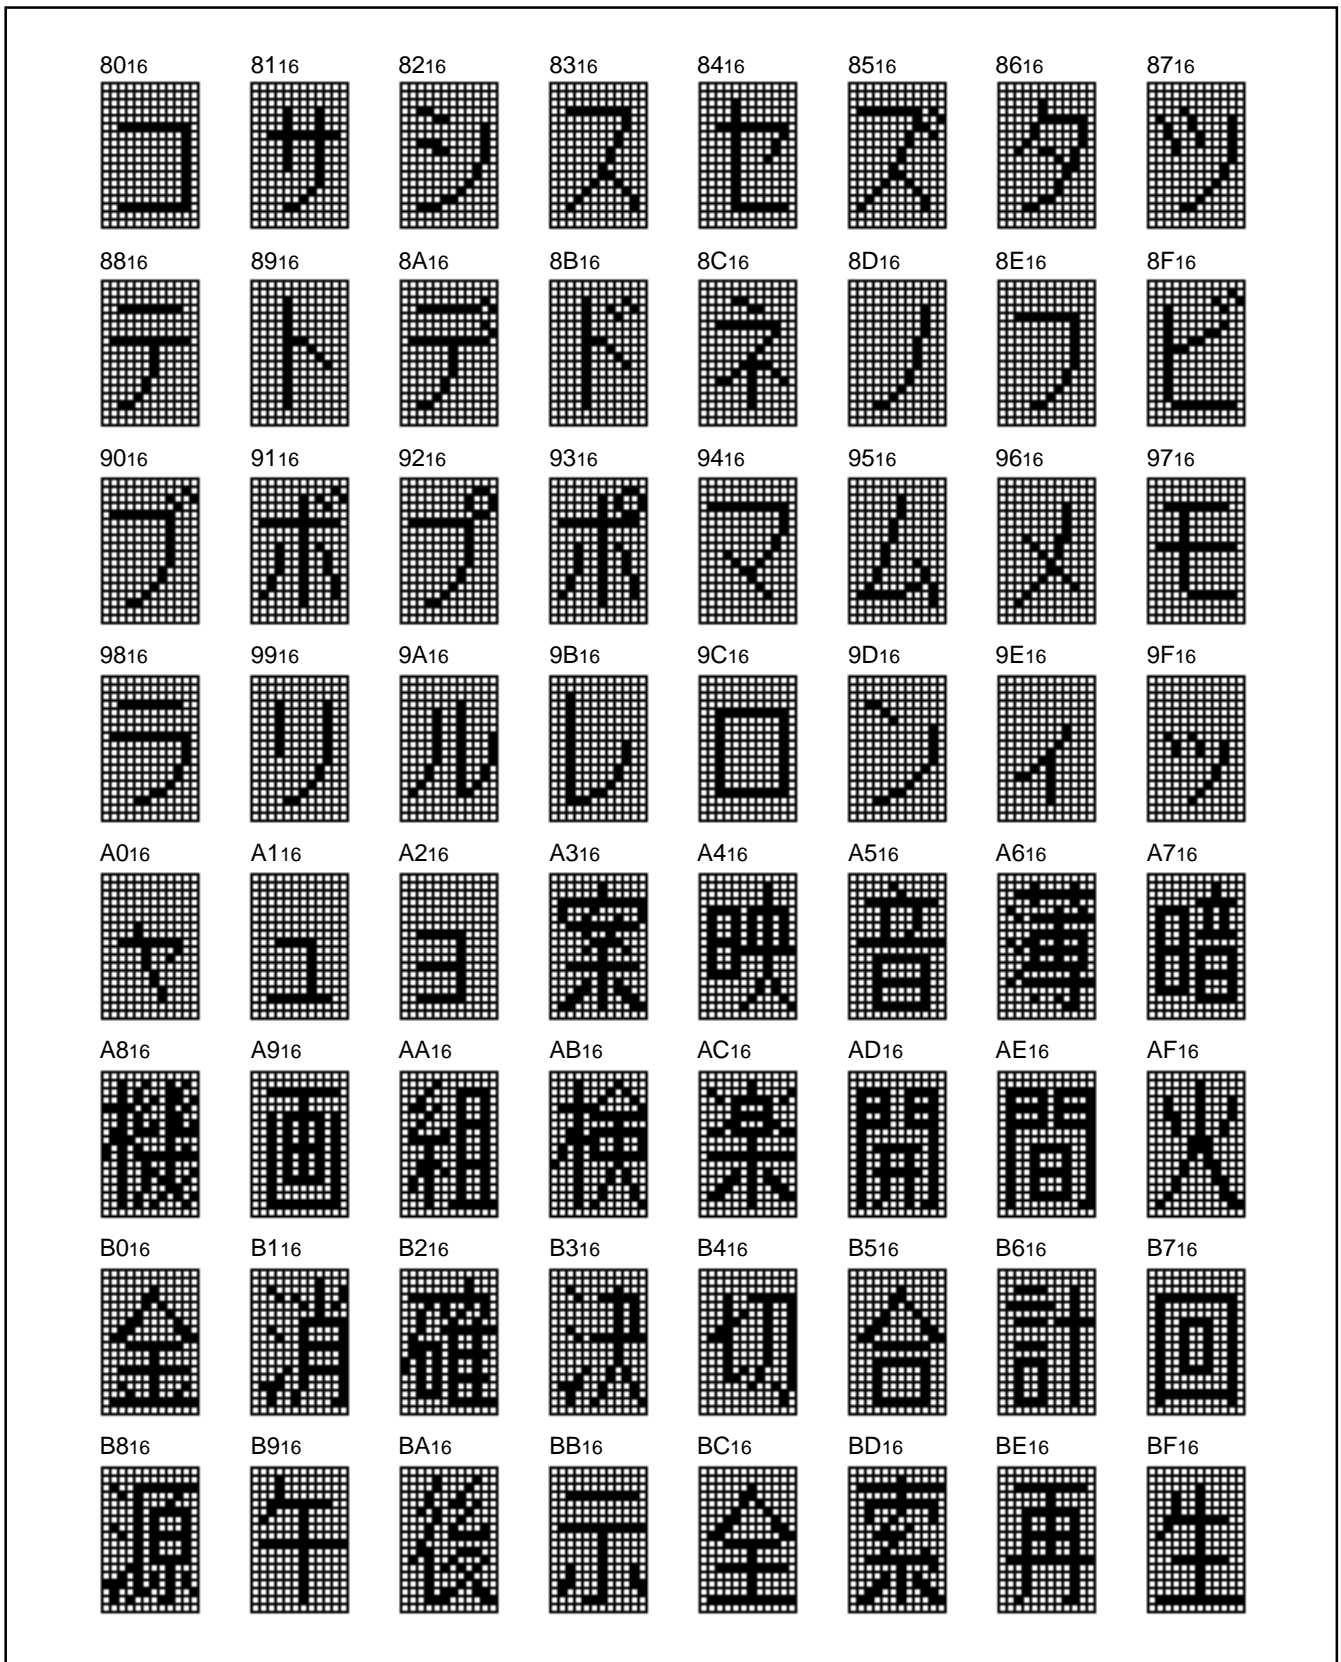 8016 8116 8216 8316 8416 8516 8616 8716
コ サ シ ス セ ズ タ ツ
8816 8916 8A16 8B16 8C16 8D16 8E16 8F16
テ ト デ ド ネ ノ フ ビ
9016 9116 9216 9316 9416 9516 9616 9716
ブ ボ プ ポ マ ム メ モ
9816 9916 9A16 9B16 9C16 9D16 9E16 9F16
ラ リ ル レ ロ ン ィ ッ
A016 A116 A216 A316 A416 A516 A616 A716
ャ ュ ョ 案 映 音 暗
A816 A916 AA16 AB16 AC16 AD16 AE16 AF16
機 画 組 検 楽 開 間 火
B016 B116 B216 B316 B416 B516 B616 B716
金 消 確 決 切 台 計 回
B816 B916 BA16 BB16 BC16 BD16 BE16 BF16
源 午 後 示 全 索 再 生